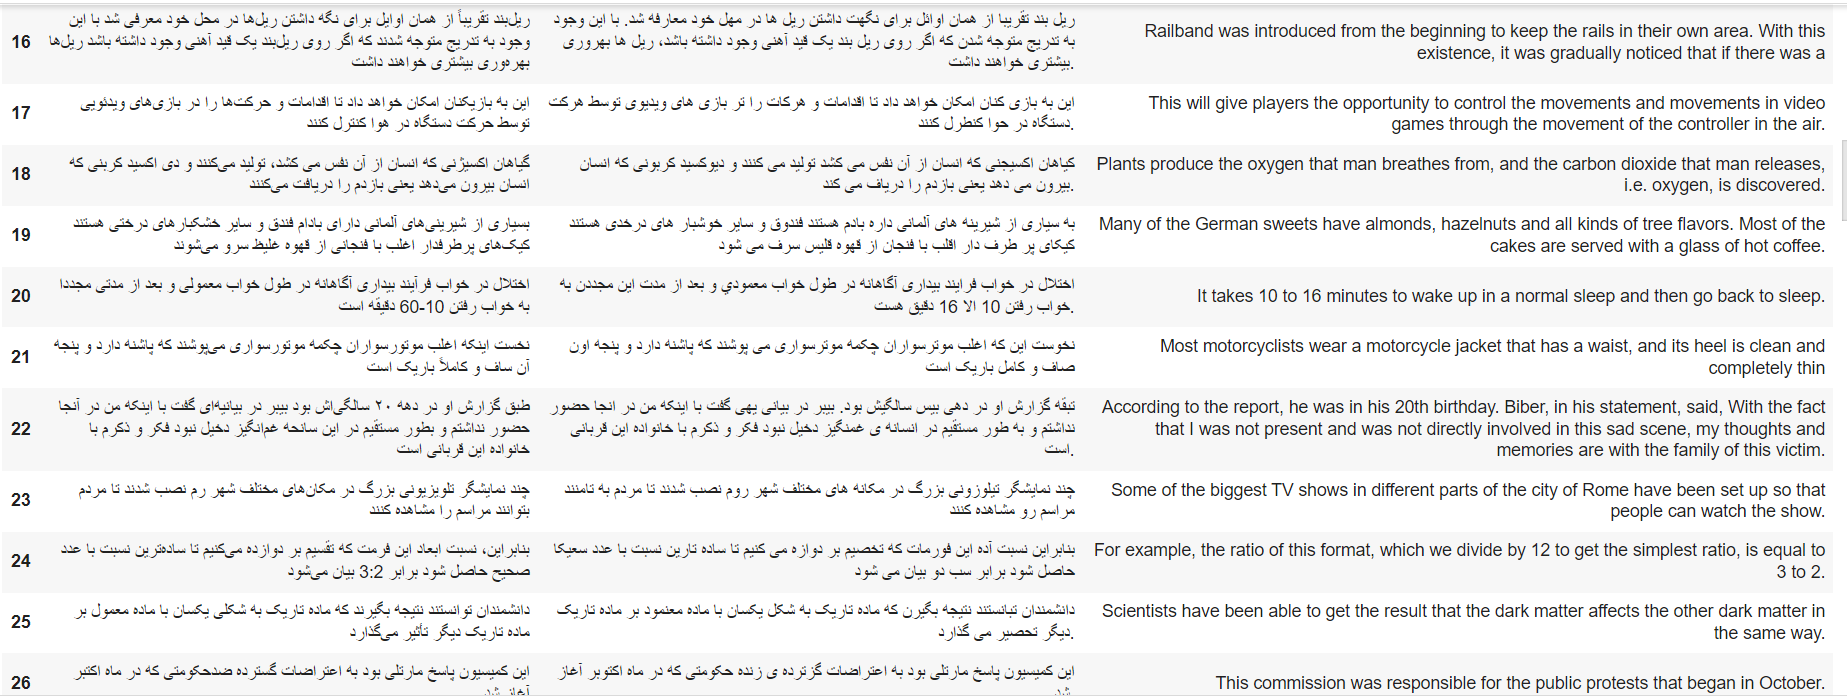 16
ریل‌بند تقریباً از همان اوایل برای نگه داشتن ریل‌ها در محل خود معرفی شد با این
وجود به تدریج متوجه شدند که اگر روی ریل‌بند یک قید آهنی وجود داشته باشد ریل‌ها
بهره‌وری بیشتری خواهند داشت
ریل بند تقریبا از همان اوائل برای نگهت داشتن ریل ها در مهل خود معارفه شد. با این وجود
به تدریج متوجه شدن که اگر روی ریل بند یک قید آهنی وجود داشته باشد، ریل ها بهروری
بیشتری خواهند داشت.
Railband was introduced from the beginning to keep the rails in their own area. With this
existence, it was gradually noticed that if there was a
17
این به بازیکنان امکان خواهد داد تا اقدامات و حرکت‌ها را در بازی‌های ویدئویی
توسط حرکت دستگاه در هوا کنترل کنند
این به بازی کنان امکان خواهد داد تا اقدامات و هرکات را تر بازی های ویدیوی توسط هرکت
دستگاه در حوا کنطرل کنند.
This will give players the opportunity to control the movements and movements in video
games through the movement of the controller in the air.
18
گیاهان اکسیژنی که انسان از آن نفس می کشد، تولید می‌کنند و دی اکسید کربنی که
انسان بیرون می‌دهد یعنی بازدم را دریافت می‌کنند
کیاهان اکسیجنی که انسان از آن نفس می کشد تولید می کنند و دیوکسید کربونی که انسان
بیرون می دهد یعنی بازدم را دریاف می کند.
Plants produce the oxygen that man breathes from, and the carbon dioxide that man releases,
i.e. oxygen, is discovered.
19
بسیاری از شیرینی‌های آلمانی دارای بادام فندق و سایر خشکبارهای درختی هستند
کیک‌های پرطرفدار اغلب با فنجانی از قهوه غلیظ سرو می‌شوند
به سیاری از شیرینه های آلمانی داره بادم هستند فندوق و سایر خوشبار های درخدی هستند
کیکای پر طرف دار اقلب با فنجان از قهوه قلیس سرف می شود
Many of the German sweets have almonds, hazelnuts and all kinds of tree flavors. Most of the
cakes are served with a glass of hot coffee.
20
اختلال در خواب فرآیند بیداری آگاهانه در طول خواب معمولی و بعد از مدتی مجددا
به خواب رفتن 10-60 دقیقه است
اختلال در خواب فرایند بیداری آگاهانه در طول خواب معمودي و بعد از مدت این مجددن به
خواب رفتن 10 الا 16 دقیق هست.
It takes 10 to 16 minutes to wake up in a normal sleep and then go back to sleep.
21
نخست اینکه اغلب موتورسواران چکمه موتورسواری می‌پوشند که پاشنه دارد و پنجه
آن ساف و کاملاً باریک است
نخوست این که اغلب موترسواران چکمه موترسواری می پوشند که پاشنه دارد و پنجه اون
صاف و کامل باریک است
Most motorcyclists wear a motorcycle jacket that has a waist, and its heel is clean and
completely thin
22
طبق گزارش او در دهه ۲۰ سالگی‌اش بود بیبر در بیانیه‌ای گفت با اینکه من در آنجا
حضور نداشتم و بطور مستقیم در این سانحه غم‌انگیز دخیل نبود فکر و ذکرم با
خانواده این قربانی است
تبقه گزارش او در دهی بیس سالگیش بود. بیبر در بیانی یهی گفت با اینکه من در انجا حضور
نداشتم و به طور مستقیم در انسانه ی غمنگیز دخیل نبود فکر و ذکرم با خانواده این قربانی
است.
According to the report, he was in his 20th birthday. Biber, in his statement, said, With the fact
that I was not present and was not directly involved in this sad scene, my thoughts and
memories are with the family of this victim.
23
چند نمایشگر تلویزیونی بزرگ در مکان‌های مختلف شهر رم نصب شدند تا مردم
بتوانند مراسم را مشاهده کنند
چند نمایشگر تیلوزونی بزرگ در مکانه های مختلف شهر روم نصب شدند تا مردم به تامنند
مراسم رو مشاهده کنند
Some of the biggest TV shows in different parts of the city of Rome have been set up so that
people can watch the show.
24
بنابراین، نسبت ابعاد این فرمت که تقسیم بر دوازده می‌کنیم تا ساده‌ترین نسبت با عدد
صحیح حاصل شود برابر 3:2 بیان می‌شود
بنابراین نسبت آده این فورمات که تخصیم بر دوازه می کنیم تا ساده تارین نسبت با عدد سعیکا
حاصل شود برابر سب دو بیان می شود
For example, the ratio of this format, which we divide by 12 to get the simplest ratio, is equal to
3 to 2.
25
دانشمندان توانستند نتیجه بگیرند که ماده تاریک به شکلی یکسان با ماده معمول بر
ماده تاریک دیگر تأثیر می‌گذارد
دانشمندان تبانستند نتیجه بگیرن که ماده تاریک به شکل یکسان با ماده معنمود بر ماده تاریک
دیگر تحصیر می گذارد.
Scientists have been able to get the result that the dark matter affects the other dark matter in
the same way.
26
این کمیسیون پاسخ مارتلی بود به اعتراضات گسترده ضدحکومتی که در ماه اکتبر
آغاز شد
این کمیسیون پاسخ مارتلی بود به اعتراضات گزترده ی زنده حکومتی که در ماه اکتوبر آغاز
شد.
This commission was responsible for the public protests that began in October.